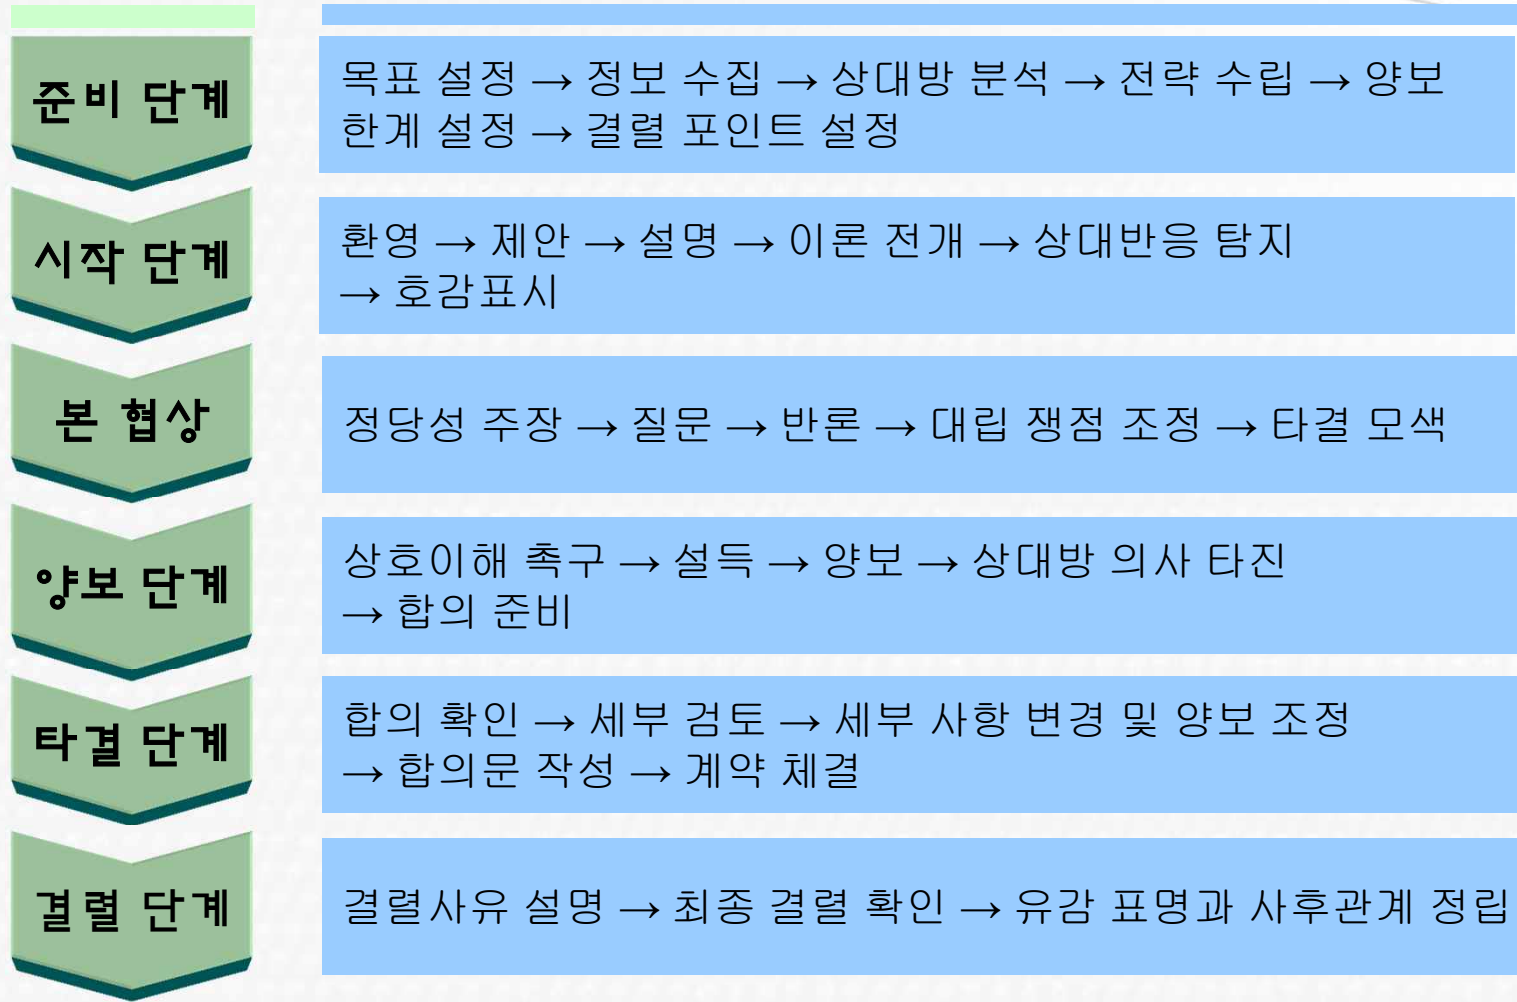 준비 단계
목표 설정 → 정보 수집 → 상대방 분석 → 전략 수립 → 양보
한계 설정 → 결렬 포인트 설정
시작 단계
환영 → 제안 → 설명 → 이론 전개 → 상대반응 탐지
→ 호감표시
본 협상
정당성 주장 → 질문 → 반론 → 대립 쟁점 조정 → 타결 모색
양보 단계
상호이해 촉구 → 설득 → 양보 → 상대방 의사 타진
→ 합의 준비
타결 단계
합의 확인 → 세부 검토 → 세부 사항 변경 및 양보 조정
→ 합의문 작성 → 계약 체결
결렬 단계
결렬사유 설명 → 최종 결렬 확인 → 유감 표명과 사후관계 정립